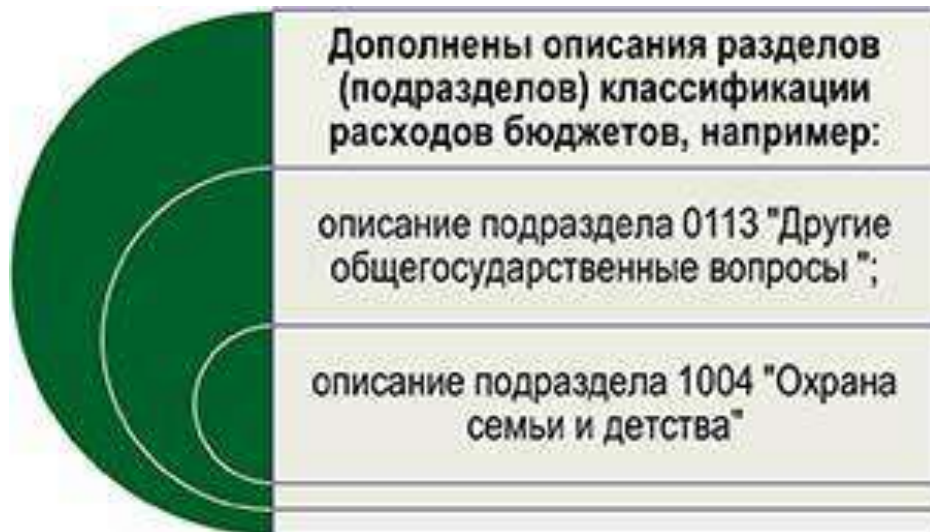 Дополнены описания разделов
(подразделов) классификации
расходов бюджетов, например:
описание подраздела 0113 "Другие
общегосударственные вопросы ";
описание подраздела 1004 "Охрана
семьи и детства"